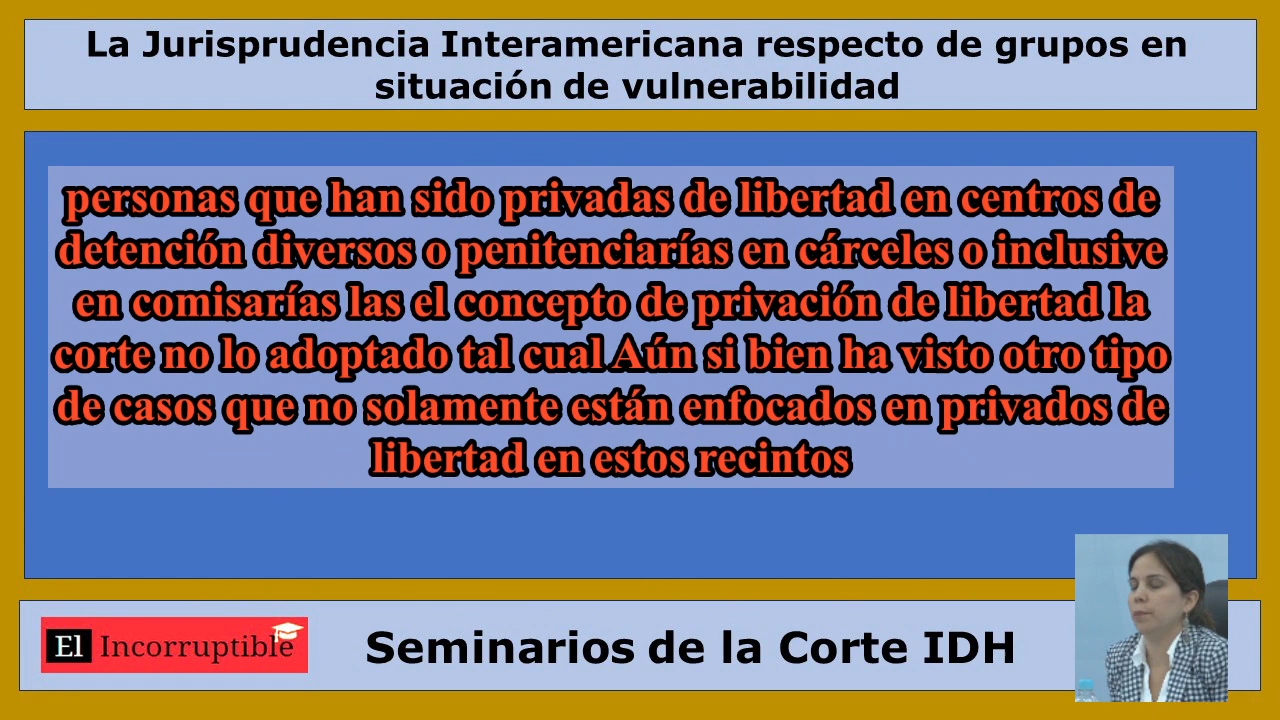 La Jurisprudencia Interamericana respecto de grupos en
situación de vulnerabilidad
personas que han sido privadas de libertad en centros de
detención diversos o penitenciarías en cárceles o inclusive
en comisarías las el concepto de privación de libertad la
corte no lo adoptado tal cual Aún si bien ha visto otro tipo
de casos que no solamente están enfocados en privados de
libertad en estos recintos
El Incorruptible
Seminarios de la Corte IDH